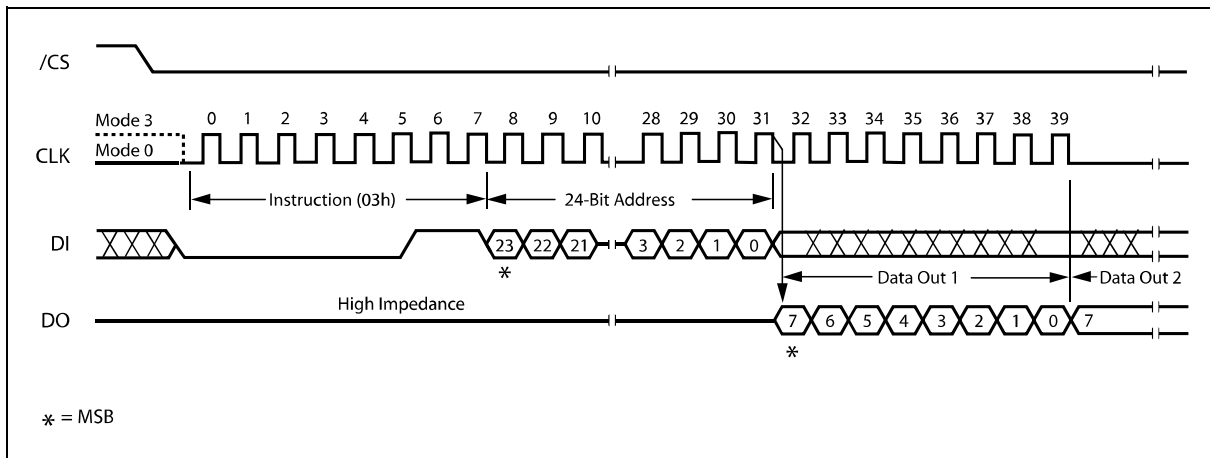 /CS
Mode 3
0 1 2 3 4 5 6 7 8 9 10 28 29 30 31 32 33 34 35 36 37 38 39
CLK
Mode 0
Instruction (03h)
24-Bit Address
DI
23 22 21 3 2 1 0
*
Data Out 1
Data Out 2
High Impedance
DO
7 6 5 4 3 2 1 0 7
*
* = MSB